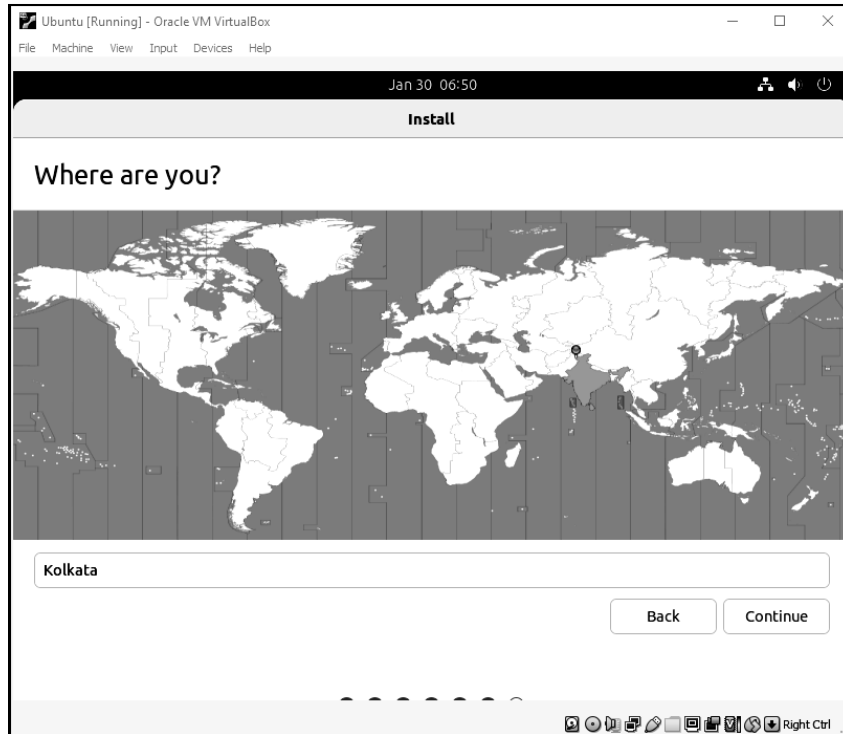 Ubuntu [Running] - Oracle VM VirtualBox
File Machine View Input Devices Help
Jan 30 06:50
Install
Where are you?
Kolkata
Back Continue
Right Ctrl